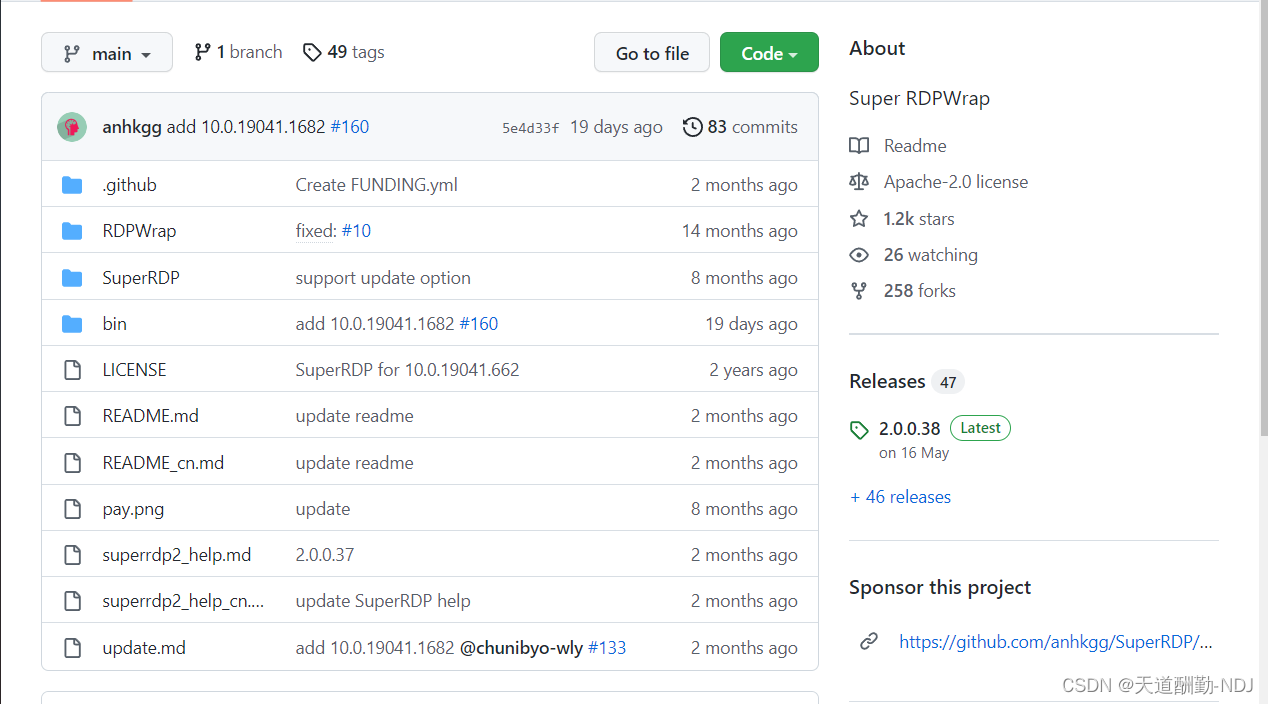 main
1 branch
49 tags
Go to file
Code
anhkgg add 10.0.19041.1682 #160
5e4d33f 19 days ago
83 commits
.github Create FUNDING.yml 2 months ago
RDPWrap fixed: #10 14 months ago
SuperRDP support update option 8 months ago
bin add 10.0.19041.1682 #160 19 days ago
LICENSE SuperRDP for 10.0.19041.662 2 years ago
README.md update readme 2 months ago
README_cn.md update readme 2 months ago
pay.png update 8 months ago
superrdp2_help.md 2.0.0.37 2 months ago
superrdp2_help_cn.... update SuperRDP help 2 months ago
update.md add 10.0.19041.1682 @chunibyo-wly #133 2 months ago
About
Super RDPWrap
Readme
Apache-2.0 license
1.2k stars
26 watching
258 forks
Releases 47
2.0.0.38 Latest
on 16 May
+ 46 releases
Sponsor this project
https://github.com/anhkgg/SuperRDP/...
CSDN @天道酬勤-NDJ